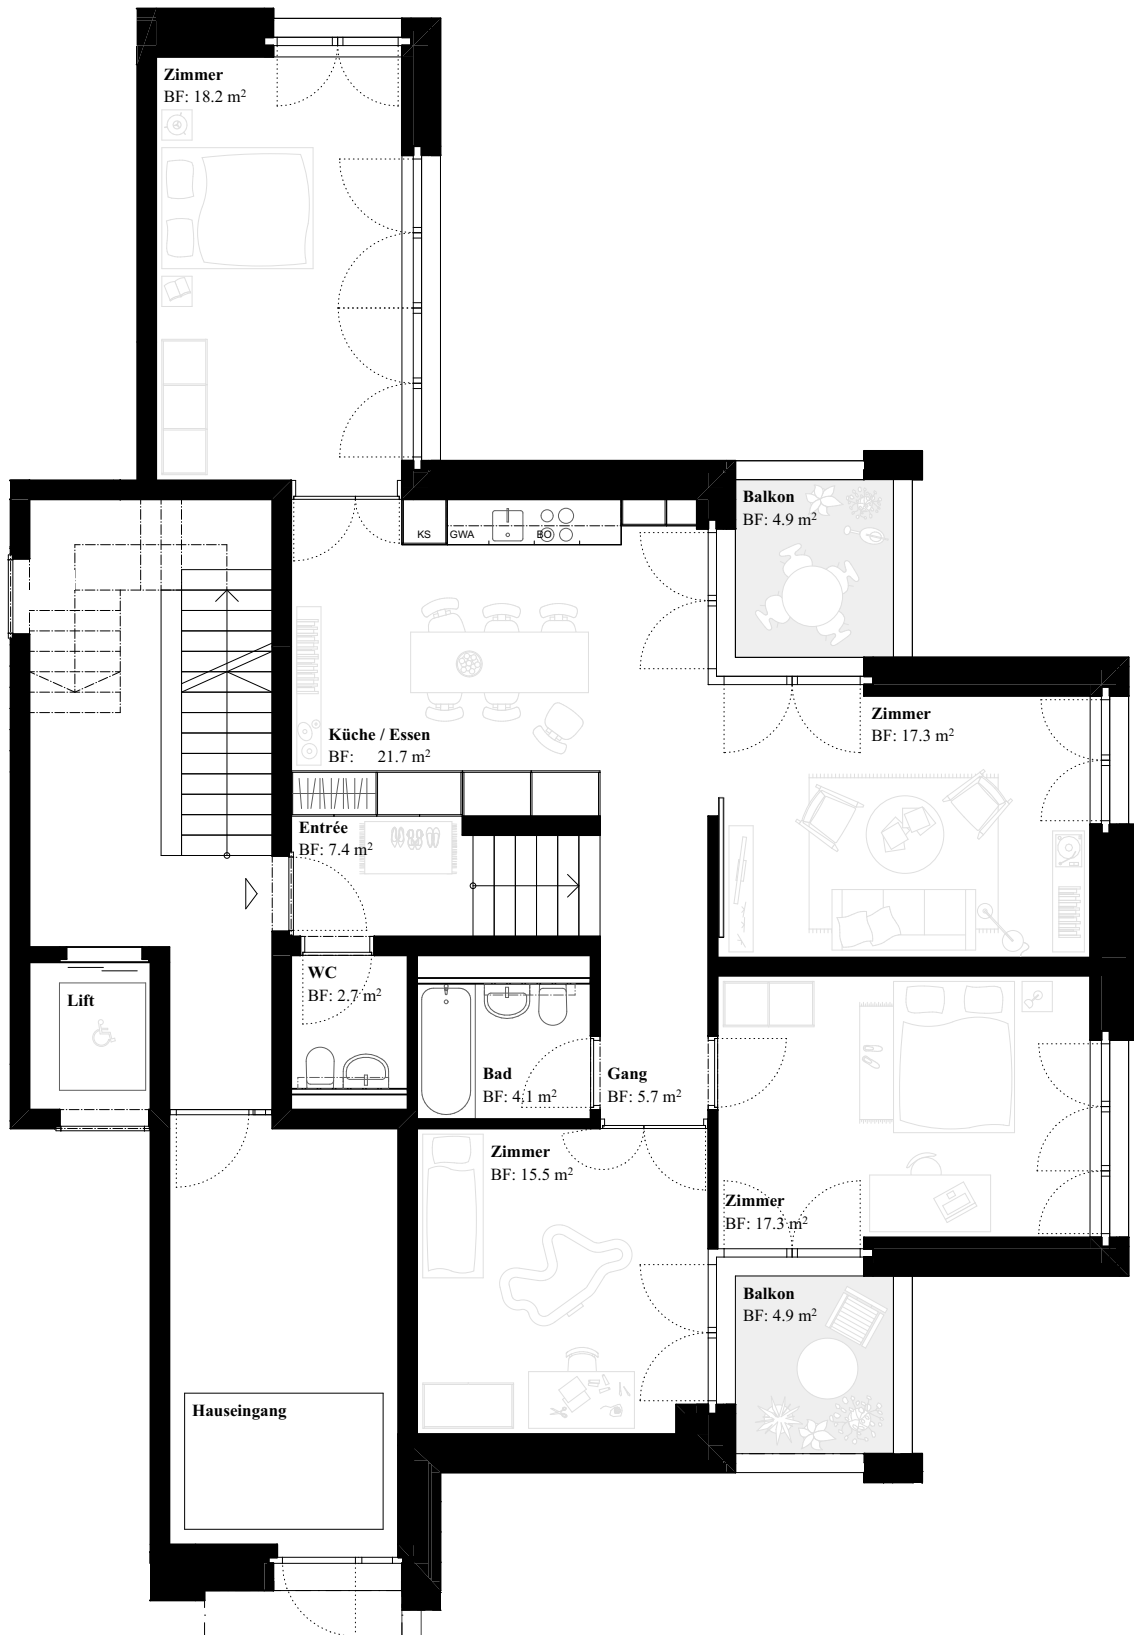 Zimmer
BF: 18.2 m²
Balkon
BF: 4.9 m²
KS
GWA
BO
Zimmer
BF: 17.3 m²
Küche / Essen
BF: 21.7 m²
Entrée
BF: 7.4 m²
WC
BF: 2.7 m²
Lift
Bad
BF: 4.1 m²
Gang
BF: 5.7 m²
Zimmer
BF: 15.5 m²
Zimmer
BF: 17.3 m²
Balkon
BF: 4.9 m²
Hauseingang